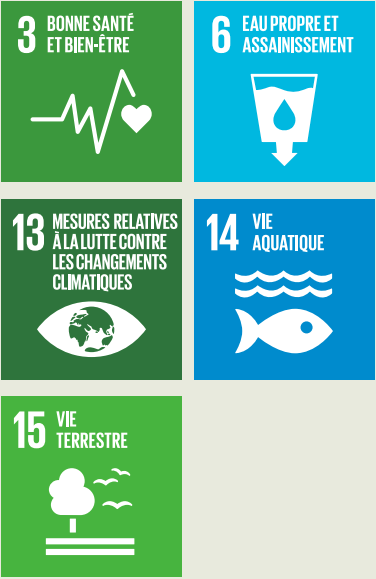 3 BONNE SANTÉ
ET BIEN-ÊTRE
6 EAU PROPRE ET
ASSAINISSEMENT
13 MESURES RELATIVES
À LA LUTTE CONTRE
LES CHANGEMENTS
CLIMATIQUES
14 VIE
AQUATIQUE
15 VIE
TERRESTRE